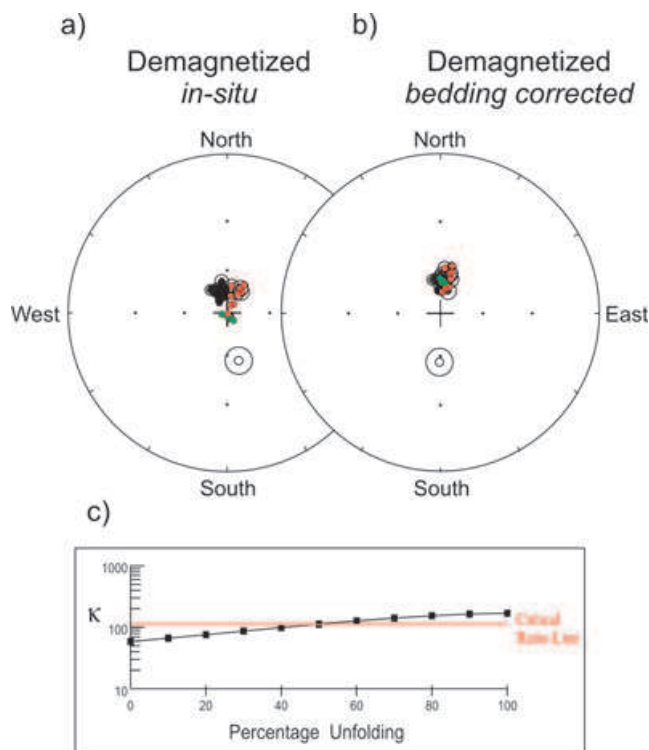 a)
Demagnetized
in-situ
b)
Demagnetized
bedding corrected
North
North
West
East
South
South
c)
1000
κ
100
10
0
20
40
60
80
100
Percentage Unfolding